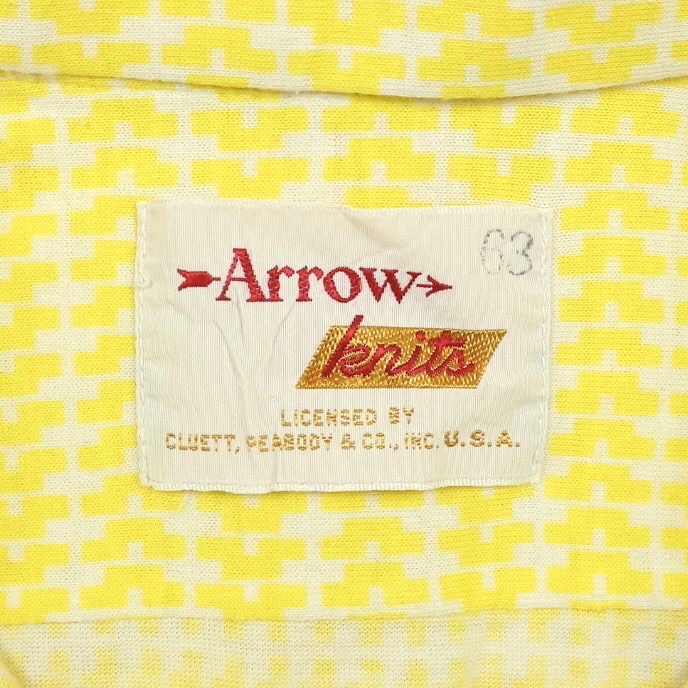 63
Arrow
knits
LICENSED BY
CLUETT, PEABODY & CO., INC. U.S.A.